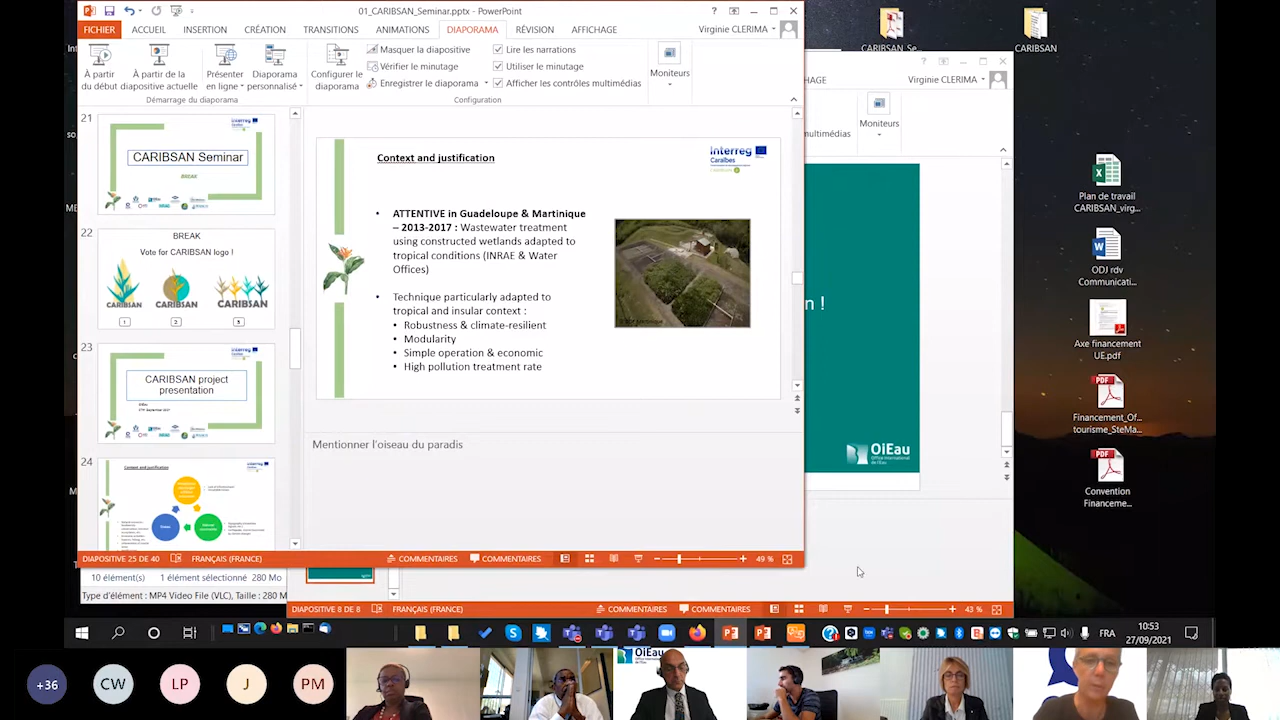 01_CARIBSAN_Seminar.pptx - PowerPoint
FICHIER
ACCUEIL
INSERTION
CRÉATION
TRANSITIONS
ANIMATIONS
DIAPORAMA
RÉVISION
AFFICHAGE
Virginie CLERIMA
À partir
du début
À partir de la
diapositive actuelle
Présenter
en ligne
Diaporama
personnalisé
Démarrage du diaporama
Configurer le
diaporama
Masquer la diapositive
Vérifier le minutage
Enregistrer le diaporama
Lire les narrations
Utiliser le minutage
Afficher les contrôles multimédias
Configuration
Moniteurs
21
CARIBSAN Seminar
BREAK
22
BREAK
Vote for CARIBSAN logo !
CARIBSAN
CARIBSAN
CARIBSAN
1
2
3
23
CARIBSAN project
presentation
24
Context and justification
Context and justification
Interreg
Caraïbes
• ATTENTIVE in Guadeloupe & Martinique
– 2013-2017 : Wastewater treatment
using constructed wetlands adapted to
tropical conditions (INRAE & Water
Offices)
• Technique particularly adapted to
tropical and insular context :
• Robustness & climate-resilient
• Modularity
• Simple operation & economic
• High pollution treatment rate
Mentionner l'oiseau du paradis
DIAPOSITIVE 25 DE 40
FRANÇAIS (FRANCE)
COMMENTAIRES
COMMENTAIRES
49 %
Virginie CLERIMA
HAGE
Moniteurs
multimédias
n !
OiEau
Office International
de l'Eau
10 élément(s)
1 élément sélectionné 280 Mo
Type d'élément : MP4 Video File (VLC), Taille : 280 M
DIAPOSITIVE 8 DE 8
FRANÇAIS (FRANCE)
COMMENTAIRES
COMMENTAIRES
43 %
CARIBSAN_Se...
CARIBSAN
Plan de travail
CARIBSAN_virg...
ODJ rdv
Communicati...
Axe financement
UE.pdf
PDF
Financement_Of...
tourisme_SteMa...
PDF
Convention
Financeme...
FRA
10:53
27/09/2021
+36
CW
LP
J
PM
OiEau